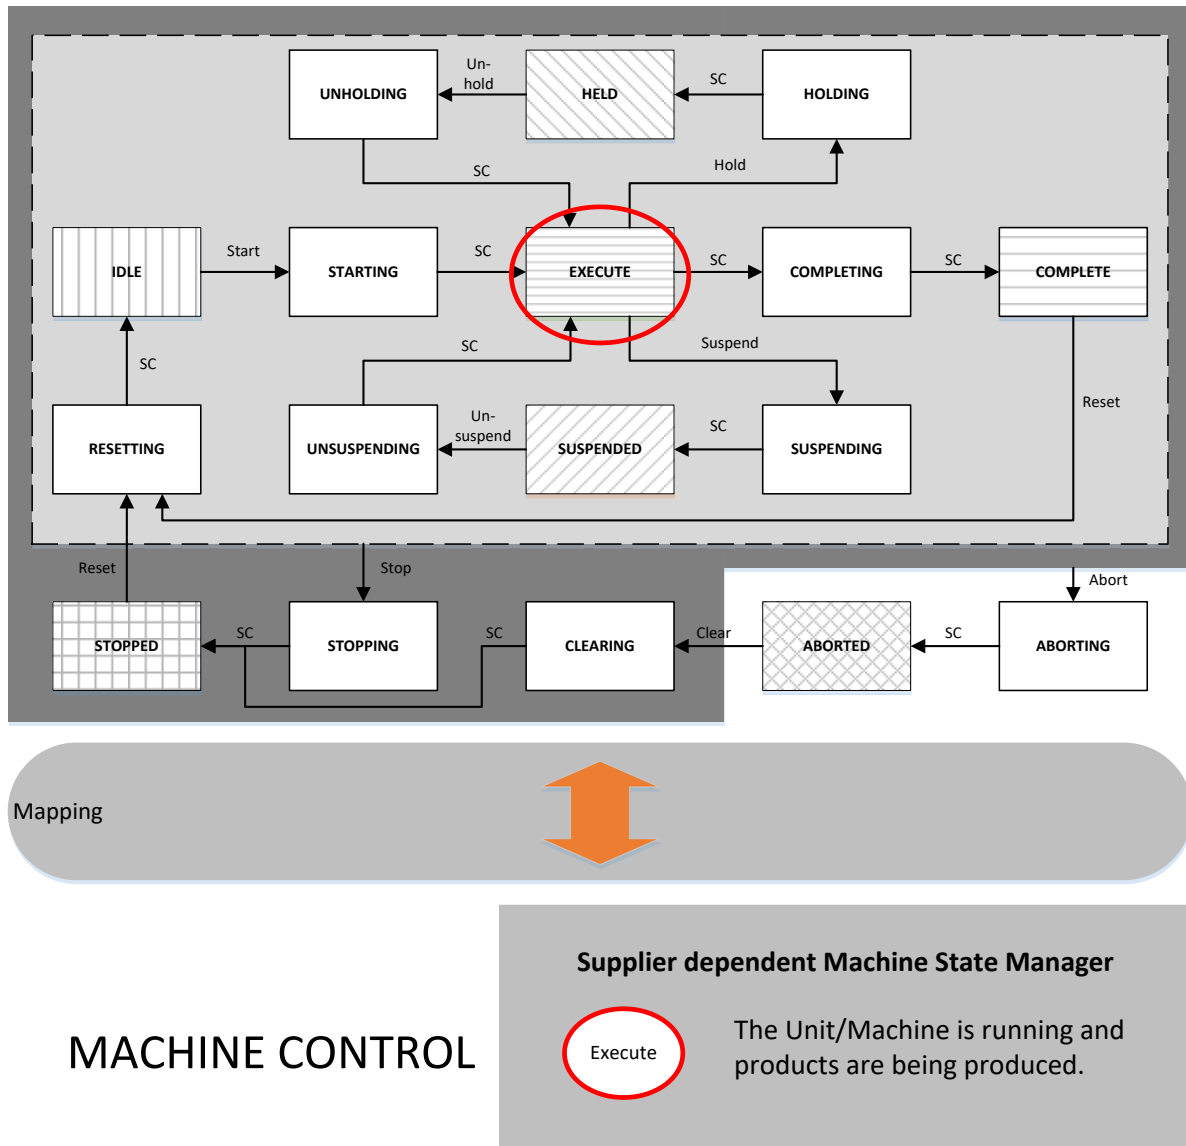 Un-
hold
SC
UNHOLDING
HELD
HOLDING
SC
Hold
Start
SC
SC
SC
IDLE
STARTING
EXECUTE
COMPLETING
COMPLETE
SC
Suspend
SC
Un-
suspend
SC
Reset
RESETTING
UNSUSPENDING
SUSPENDED
SUSPENDING
Reset
Stop
Abort
SC
SC
Clear
SC
STOPPED
STOPPING
CLEARING
ABORTED
ABORTING
Mapping
Supplier dependent Machine State Manager
MACHINE CONTROL
Execute
The Unit/Machine is running and
products are being produced.